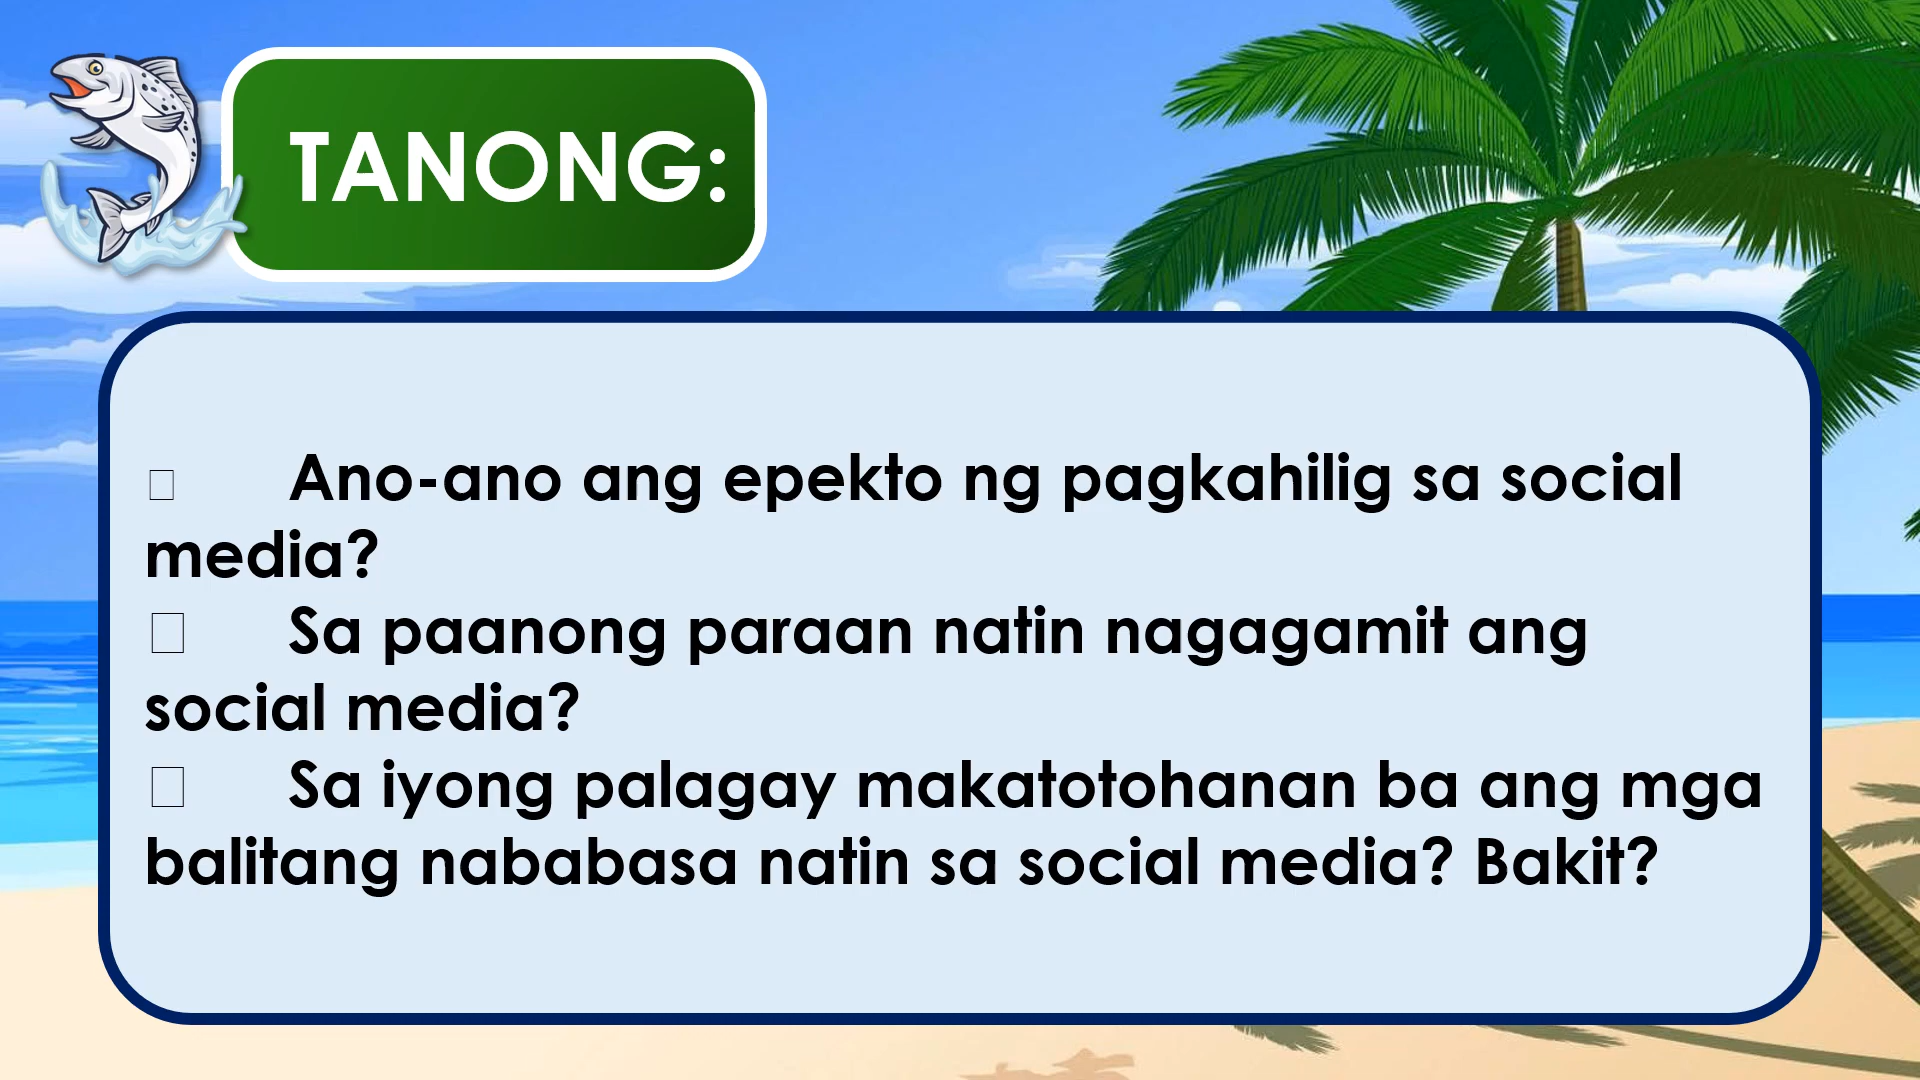 TANONG:
Ano-ano ang epekto ng pagkahilig sa social
media?
Sa paanong paraan natin nagagamit ang
social media?
Sa iyong palagay makatotohanan ba ang mga
balitang nababasa natin sa social media? Bakit?